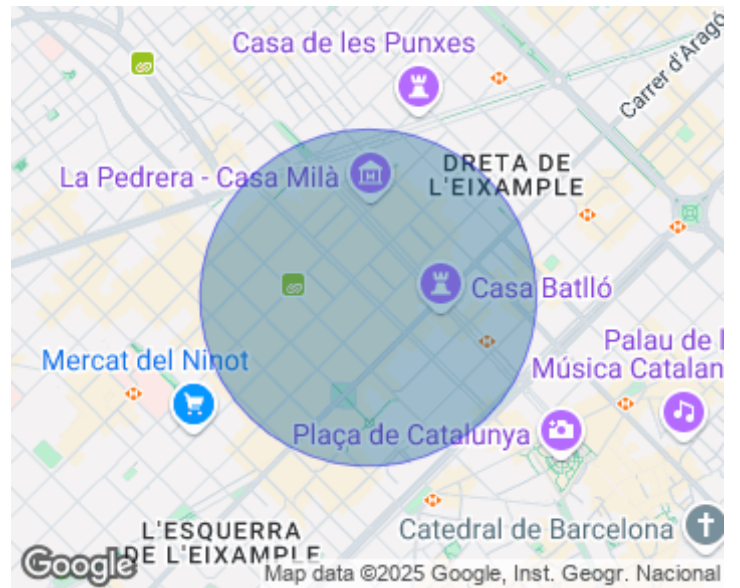 Casa de les Punxes
Carrer d'Aragó
La Pedrera - Casa Milà
DRETA DE
L'EIXAMPLE
Casa Batlló
Mercat del Ninot
Palau de l
Música Catalan
Plaça de Catalunya
L'ESQUERRA
DE L'EIXAMPLE
Catedral de Barcelona
Google
Map data ©2025 Google, Inst. Geogr. Nacional